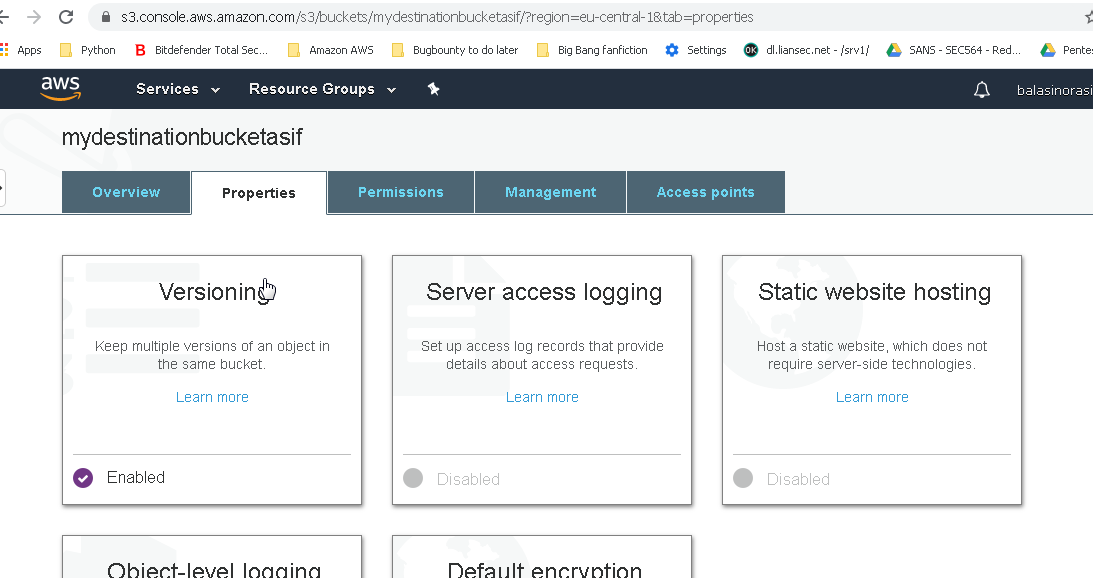 s3.console.aws.amazon.com/s3/buckets/mydestinationbucketasif/?region=eu-central-1&tab=properties
Apps Python B Bitdefender Total Sec... Amazon AWS Bugbounty to do later Big Bang fanfiction Settings OK dl.liansec.net - /srv1/ SANS - SEC564 - Red... Pentes
aws Services Resource Groups balasinorasi
mydestinationbucketasif
Overview Properties Permissions Management Access points
Versioning
Keep multiple versions of an object in
the same bucket.
Learn more
Enabled
Server access logging
Set up access log records that provide
details about access requests.
Learn more
Disabled
Static website hosting
Host a static website, which does not
require server-side technologies.
Learn more
Disabled
Object-level logging
Default encryption